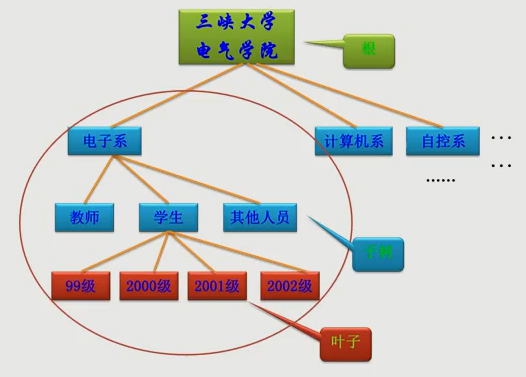 三峡大学
电气学院
根
电子系
计算机系
自控系
...
...
......
教师
学生
其他人员
子树
99级
2000级
2001级
2002级
叶子